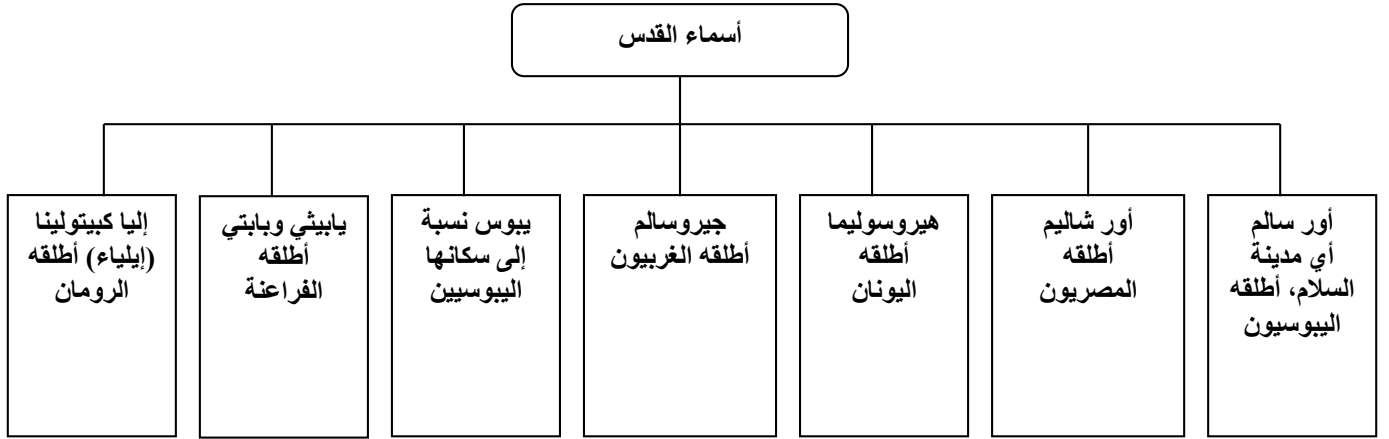 أسماء القدس
أور سالم
أي مدينة
السلام، أطلقه
اليبوسيون
أور شاليم
أطلقه
المصريون
هيروسوليما
أطلقه
اليونان
جيروسالم
أطلقه الغربيون
يبوس نسبة
إلى سكانها
اليبوسيين
يابيثي وبابتي
أطلقه
الفراعنة
إليا كبيتولينا
(إيلياء) أطلقه
الرومان